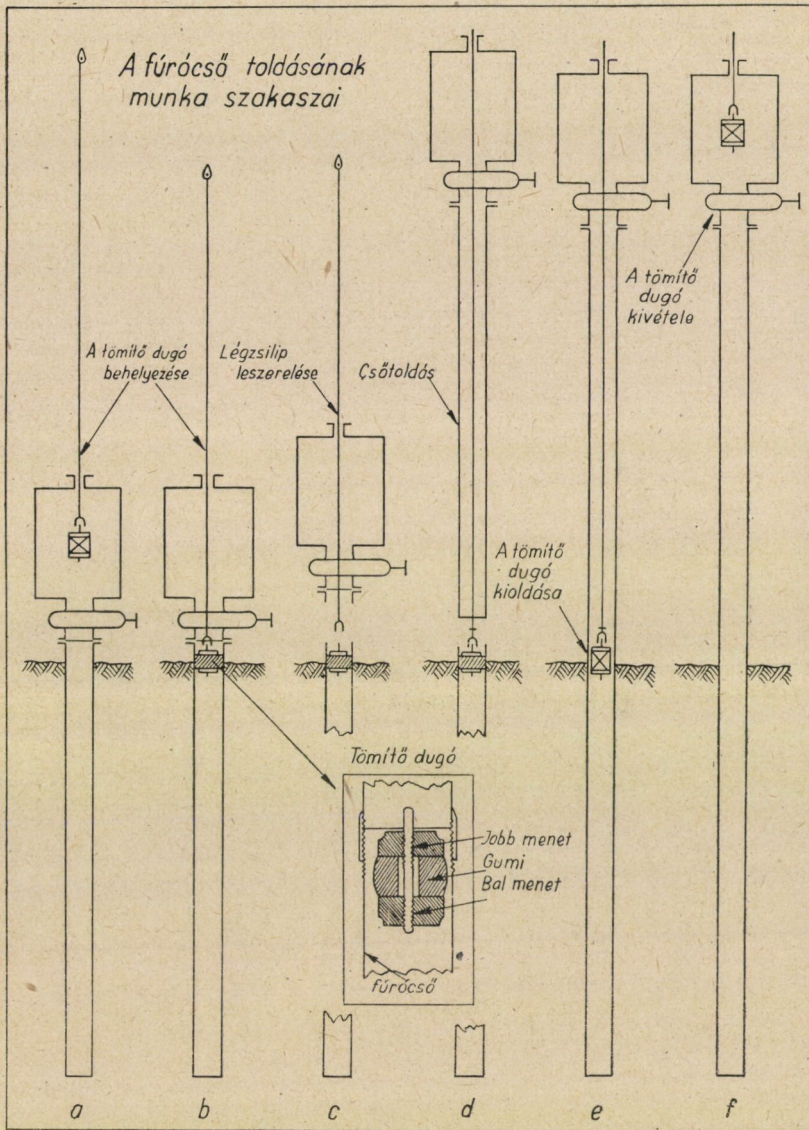 A fúrócső toldásának
munka szakaszai
A tömítő dugó
behelyezése
Légzsilip
leszerelése
Csőtoldás
A tömítő
dugó
kivétele
A tömítő
dugó
kioldása
Tömítő dugó
Jobb menet
Gumi
Bal menet
fúrócső
a b c d e f